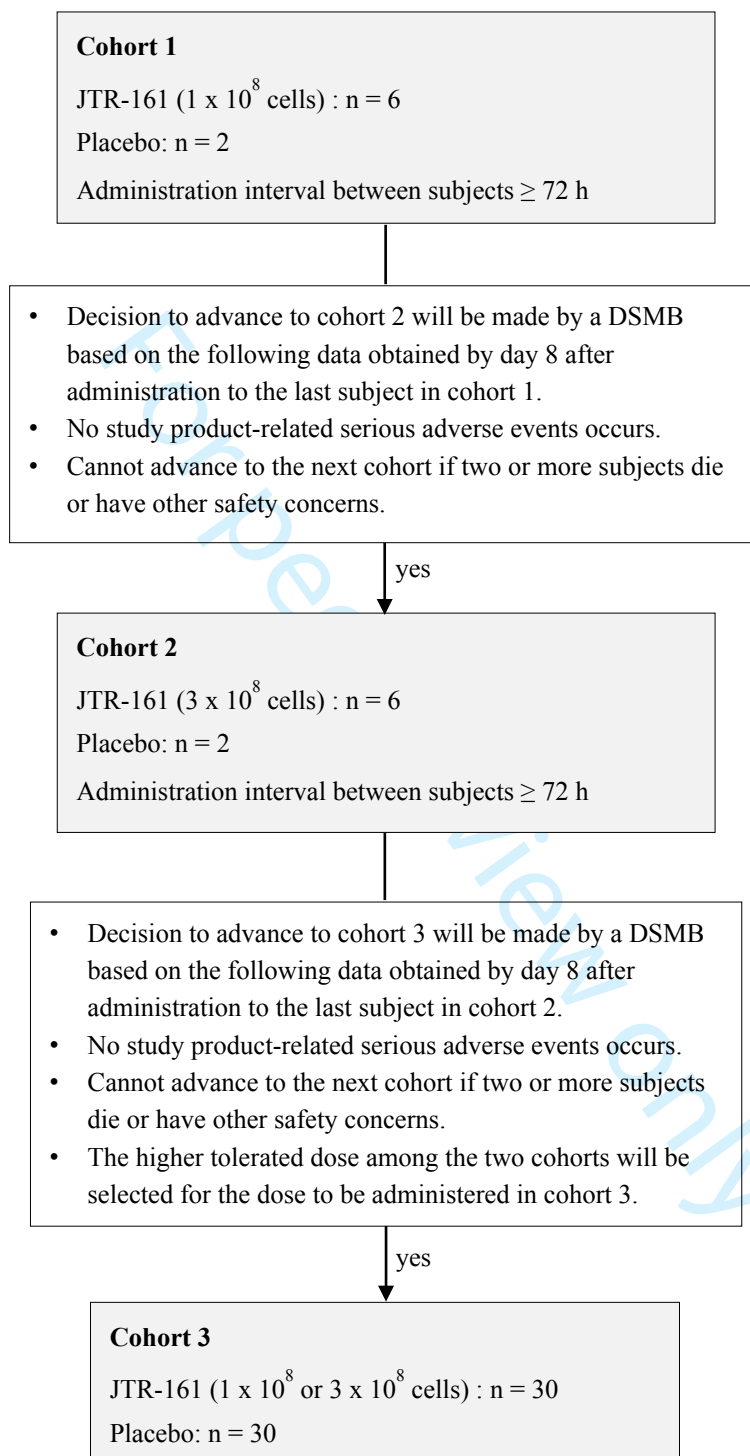 Cohort 1
JTR-161 (1 x 10⁸ cells) : n = 6
Placebo: n = 2
Administration interval between subjects ≥ 72 h
• Decision to advance to cohort 2 will be made by a DSMB
based on the following data obtained by day 8 after
administration to the last subject in cohort 1.
• No study product-related serious adverse events occurs.
• Cannot advance to the next cohort if two or more subjects die
or have other safety concerns.
yes
Cohort 2
JTR-161 (3 x 10⁸ cells) : n = 6
Placebo: n = 2
Administration interval between subjects ≥ 72 h
• Decision to advance to cohort 3 will be made by a DSMB
based on the following data obtained by day 8 after
administration to the last subject in cohort 2.
• No study product-related serious adverse events occurs.
• Cannot advance to the next cohort if two or more subjects
die or have other safety concerns.
• The higher tolerated dose among the two cohorts will be
selected for the dose to be administered in cohort 3.
yes
Cohort 3
JTR-161 (1 x 10⁸ or 3 x 10⁸ cells) : n = 30
Placebo: n = 30